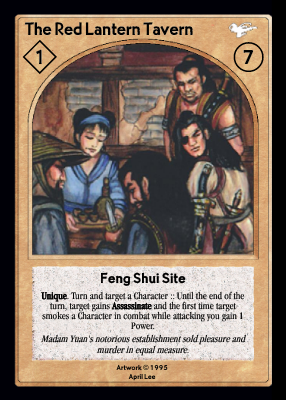 The Red Lantern Tavern
1
7
Feng Shui Site
Unique. Turn and target a Character :: Until the end of the
turn, target gains Assassinate and the first time target
smokes a Character in combat while attacking you gain 1
Power.
Madam Yuan's notorious establishment sold pleasure and
murder in equal measure.
Artwork © 1995
April Lee